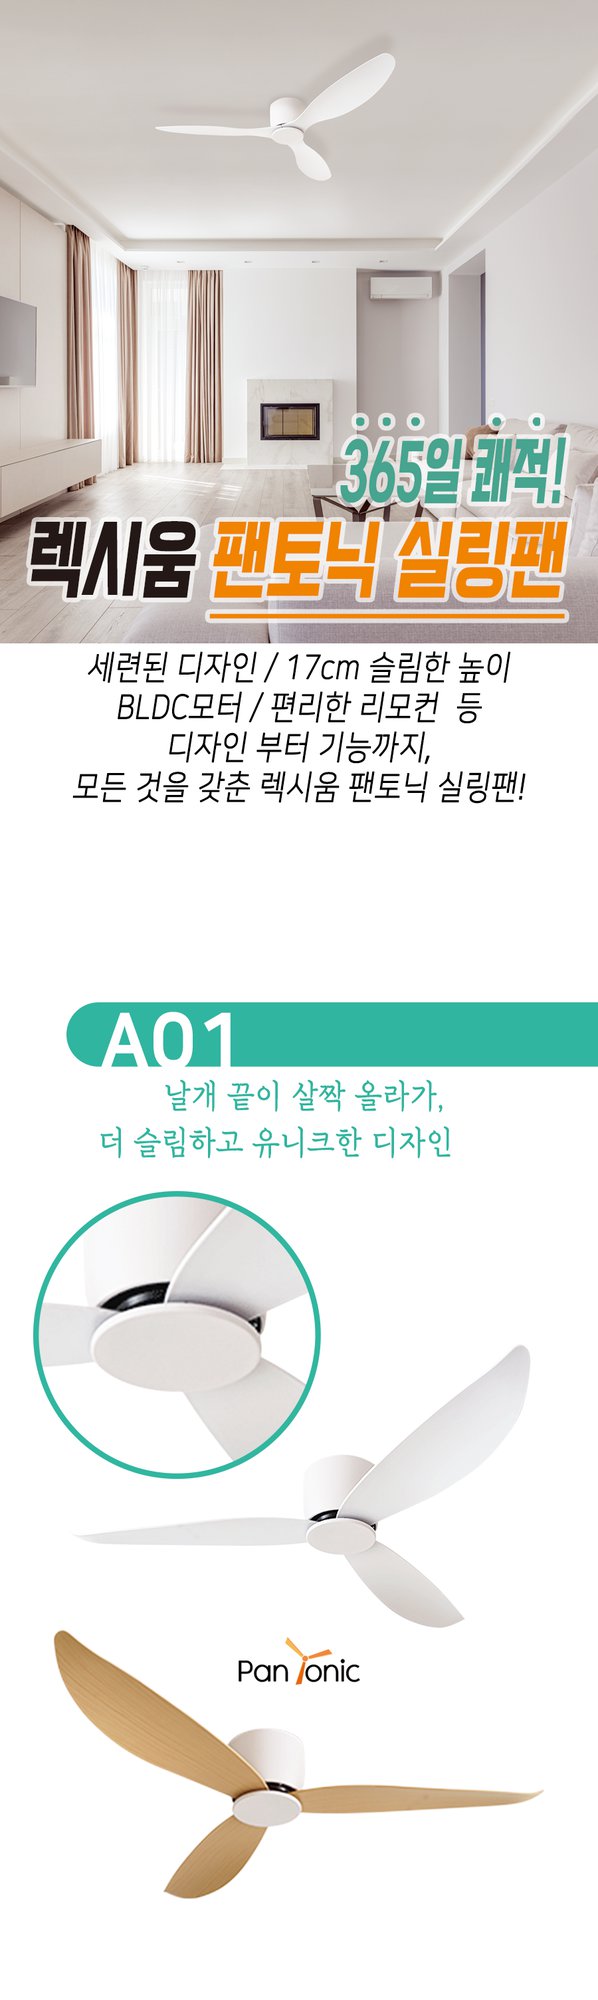 365일 쾌적!
렉시움 팬토닉 실링팬
세련된 디자인 / 17cm 슬림한 높이
BLDC모터 / 편리한 리모컨 등
디자인 부터 기능까지,
모든 것을 갖춘 렉시움 팬토닉 실링팬!
A01
날개 끝이 살짝 올라가,
더 슬림하고 유니크한 디자인
Pan Tonic